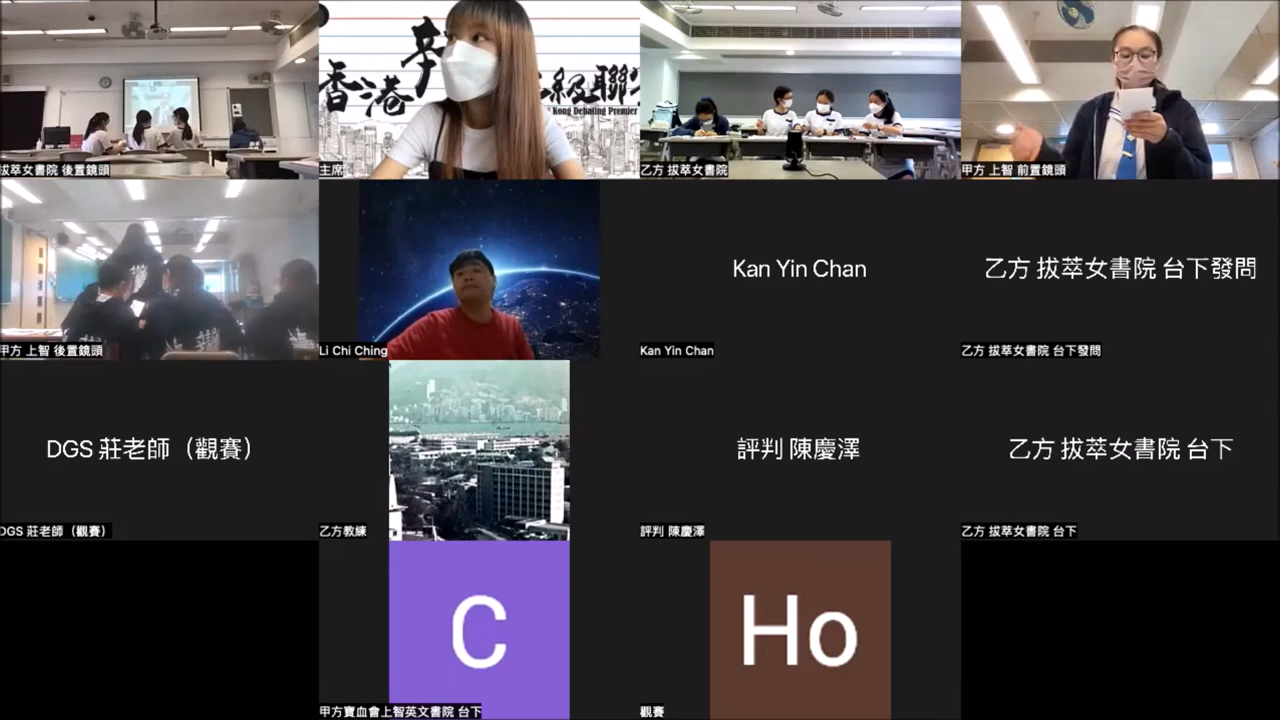 拔萃女書院 後置鏡頭
香港辯
級聯
Kong Debating Premier
主席
乙方 拔萃女書院
甲方 上智 前置鏡頭
甲方 上智 後置鏡頭
Li Chi Ching
Kan Yin Chan
Kan Yin Chan
乙方 拔萃女書院 台下發問
乙方 拔萃女書院 台下發問
DGS 莊老師（觀賽）
DGS 莊老師（觀賽）
乙方教練
評判 陳慶澤
評判 陳慶澤
乙方 拔萃女書院 台下
乙方 拔萃女書院 台下
C
甲方寶血會上智英文書院 台下
Ho
觀賽